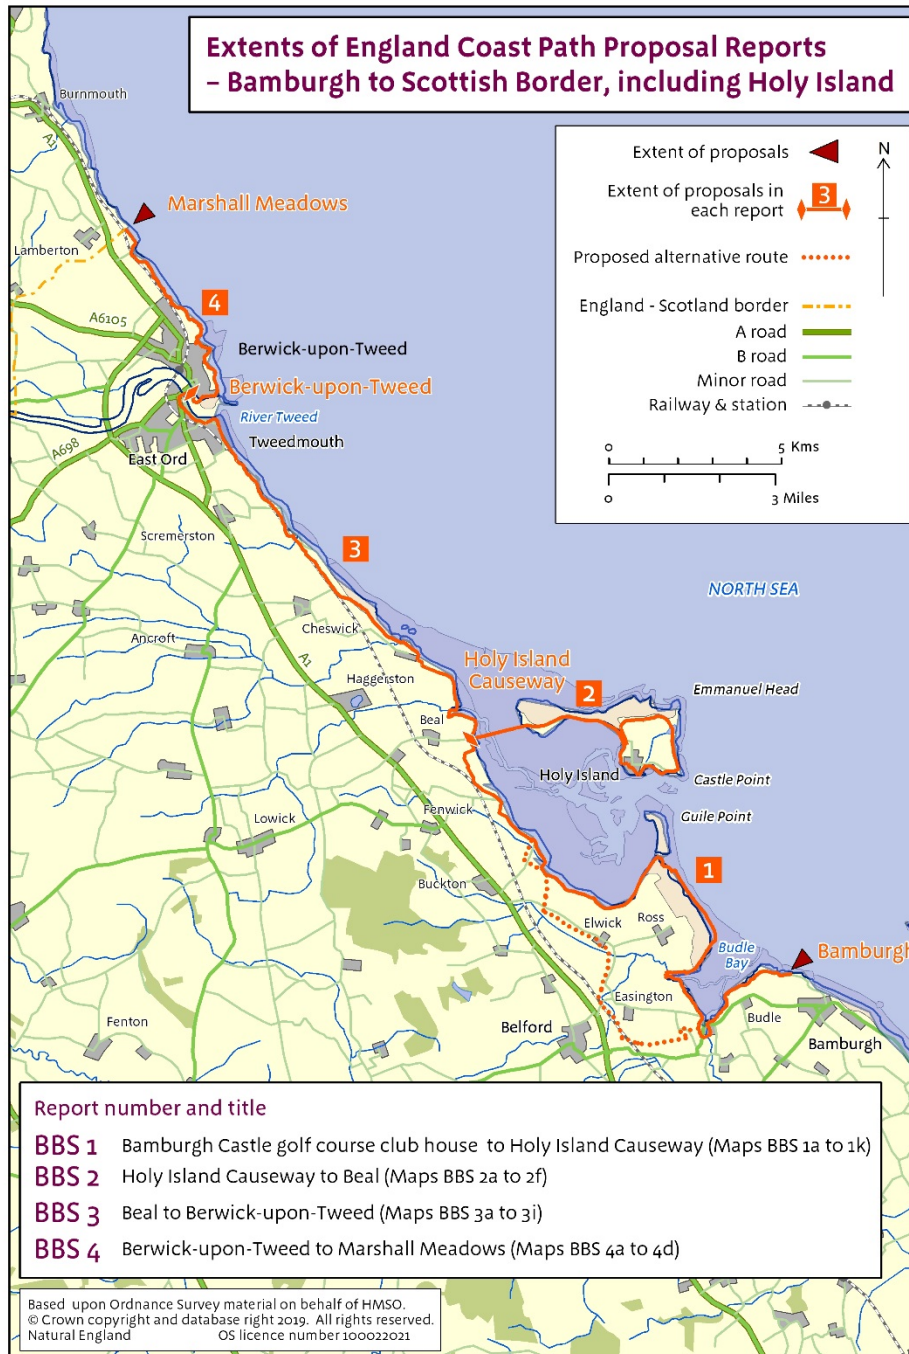 Extents of England Coast Path Proposal Reports
– Bamburgh to Scottish Border, including Holy Island
Extent of proposals
N
Extent of proposals in
each report
3
Proposed alternative route
England - Scotland border
A road
B road
Minor road
Railway & station
0 5 Kms
0 3 Miles
Burnmouth
A1
Marshall Meadows
Lamberton
4
A6105
Berwick-upon-Tweed
Berwick-upon-Tweed
River Tweed
Tweedmouth
A698
East Ord
Scremerston
3
NORTH SEA
Cheswick
Ancroft
A1
Holy Island
Causeway
Haggerston
2
Emmanuel Head
Beal
Holy Island
Castle Point
Fenwick
Guile Point
Lowick
1
Buckton
Elwick
Ross
Budle
Bay
Bamburgh
Easington
Fenton
Belford
Budle
Bamburgh
Report number and title
BBS 1 Bamburgh Castle golf course club house to Holy Island Causeway (Maps BBS 1a to 1k)
BBS 2 Holy Island Causeway to Beal (Maps BBS 2a to 2f)
BBS 3 Beal to Berwick-upon-Tweed (Maps BBS 3a to 3i)
BBS 4 Berwick-upon-Tweed to Marshall Meadows (Maps BBS 4a to 4d)
Based upon Ordnance Survey material on behalf of HMSO.
© Crown copyright and database right 2019. All rights reserved.
Natural England OS licence number 100022021